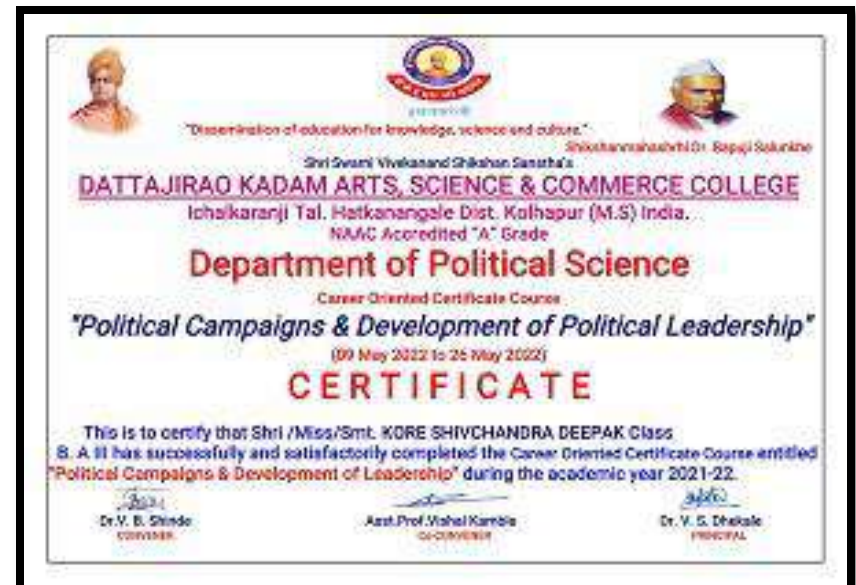 "Dissemination of education for knowledge, science and culture."
Shikshanmaharshi Dr. Bapuji Salunkhe
Shri Swami Vivekanand Shikshan Sanstha's
DATTAJIRAO KADAM ARTS, SCIENCE & COMMERCE COLLEGE
Ichalkaranji Tal. Hatkanangale Dist. Kolhapur (M.S) India.
NAAC Accredited "A" Grade
Department of Political Science
Career Oriented Certificate Course
"Political Campaigns & Development of Political Leadership"
(09 May 2022 to 26 May 2022)
CERTIFICATE
This is to certify that Shri /Miss/Smt. KORE SHIVCHANDRA DEEPAK Class
B. A III has successfully and satisfactorily completed the Career Oriented Certificate Course entitled
"Political Campaigns & Development of Leadership" during the academic year 2021-22.
Dr.V. B. Shinde
CONVENER
Asst.Prof.Vishal Kamble
Co-CONVENER
Dr. V. S. Dhekale
PRINCIPAL